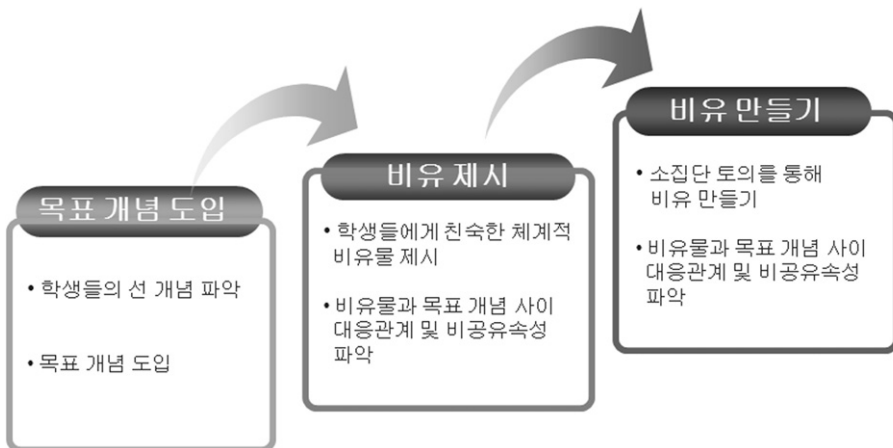 목표 개념 도입
• 학생들의 선 개념 파악
• 목표 개념 도입
비유 제시
• 학생들에게 친숙한 체계적
비유물 제시
• 비유물과 목표 개념 사이
대응관계 및 비공유속성
파악
비유 만들기
• 소집단 토의를 통해
비유 만들기
• 비유물과 목표 개념 사이
대응관계 및 비공유속성
파악